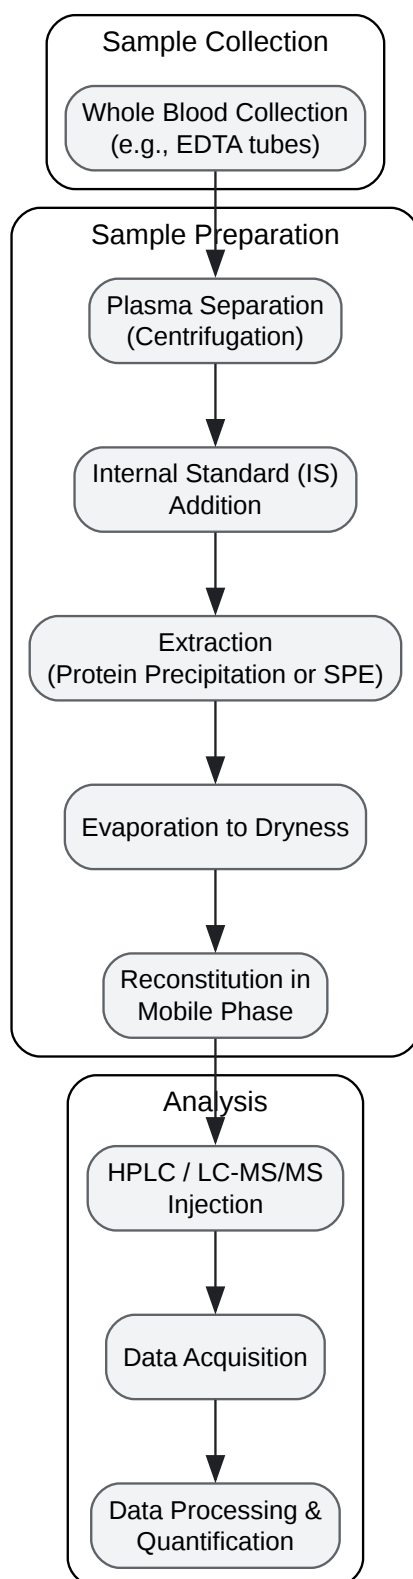 Sample Collection
Whole Blood Collection
(e.g., EDTA tubes)
Sample Preparation
Plasma Separation
(Centrifugation)
Internal Standard (IS)
Addition
Extraction
(Protein Precipitation or SPE)
Evaporation to Dryness
Reconstitution in
Mobile Phase
Analysis
HPLC / LC-MS/MS
Injection
Data Acquisition
Data Processing &
Quantification